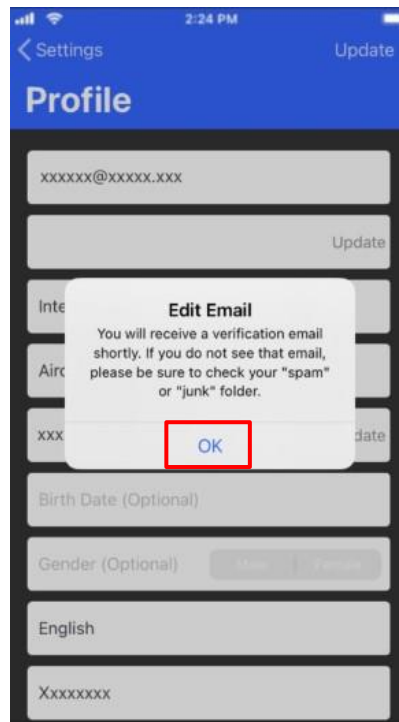 2:24 PM
Settings
Update
Profile
xxxxxx@xxxxx.xxx
Update
Inte
Edit Email
You will receive a verification email
shortly. If you do not see that email,
please be sure to check your "spam"
or "junk" folder.
Airc
xxx
date
OK
Birth Date (Optional)
Gender (Optional)
Male
Female
English
Xxxxxxxx